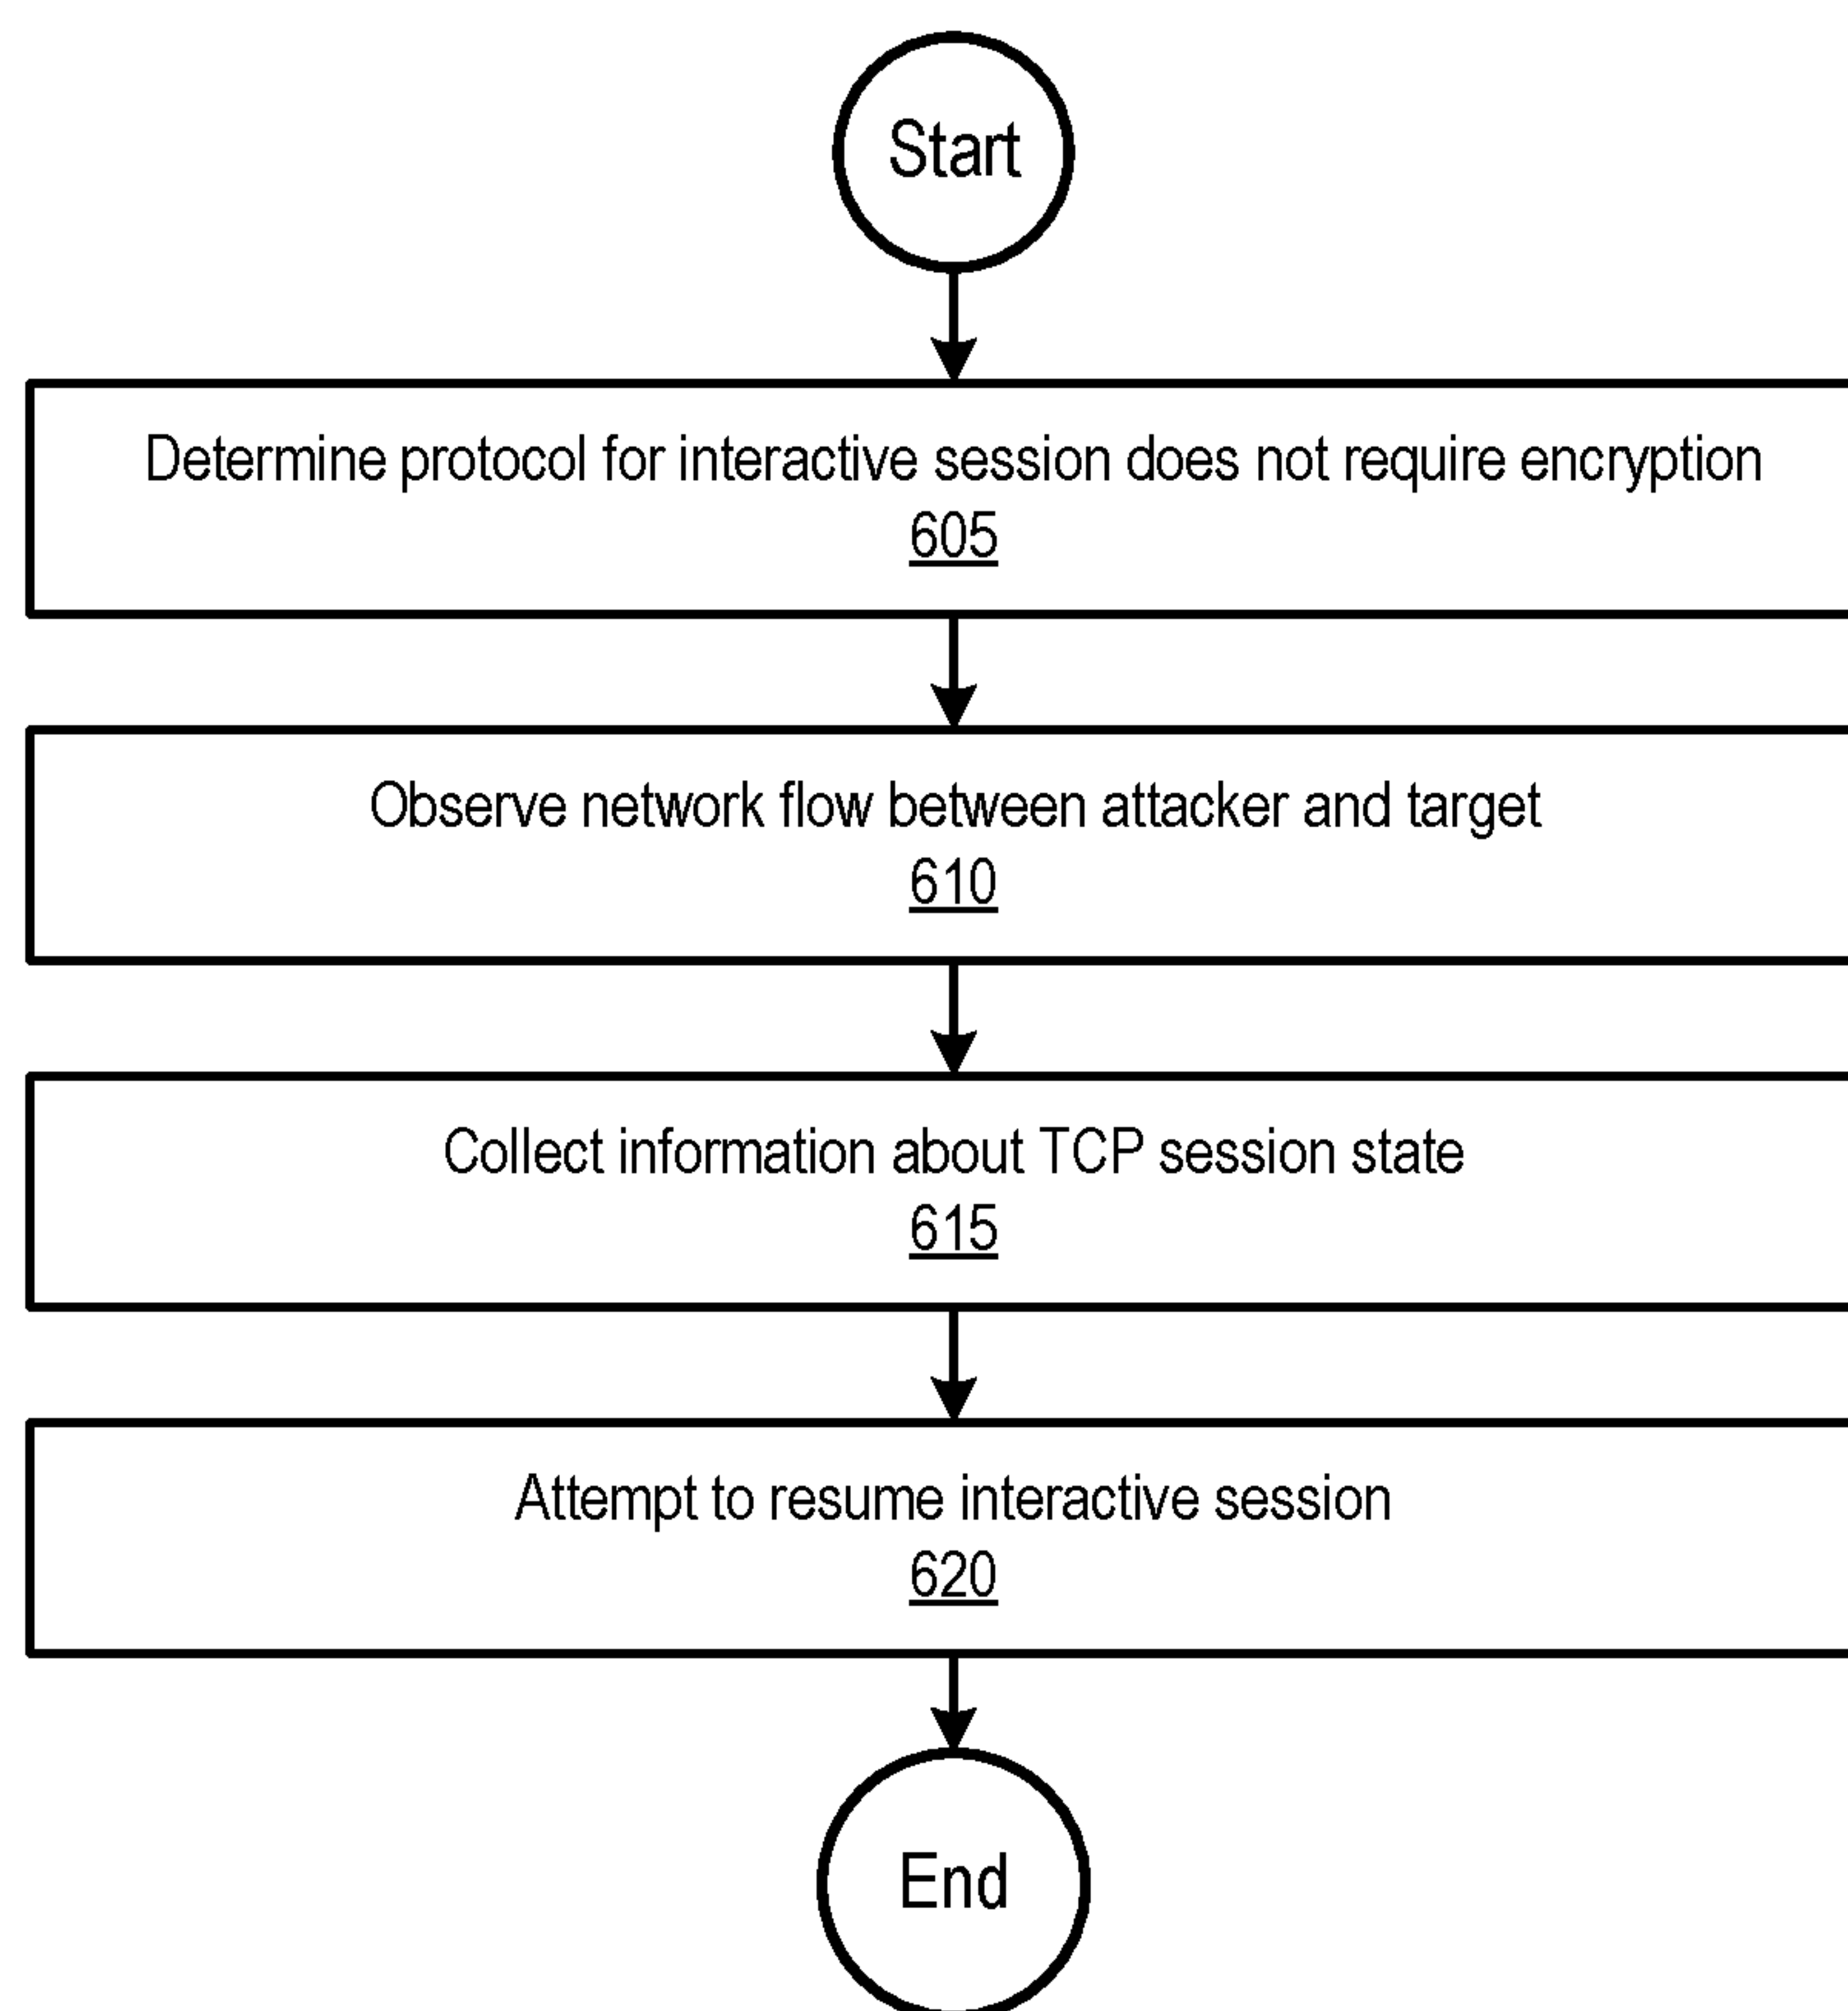 Start
Determine protocol for interactive session does not require encryption
605
Observe network flow between attacker and target
610
Collect information about TCP session state
615
Attempt to resume interactive session
620
End